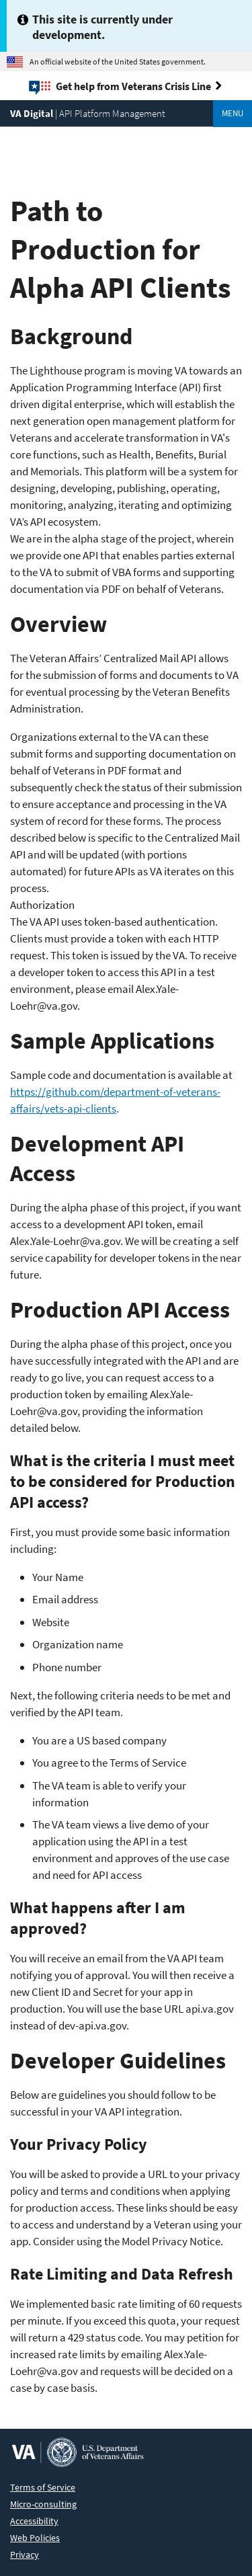 This site is currently under
development.
An official website of the United States government.
Get help from Veterans Crisis Line
VA Digital | API Platform Management
MENU
Path to
Production for
Alpha API Clients
Background
The Lighthouse program is moving VA towards an
Application Programming Interface (API) first
driven digital enterprise, which will establish the
next generation open management platform for
Veterans and accelerate transformation in VA's
core functions, such as Health, Benefits, Burial
and Memorials. This platform will be a system for
designing, developing, publishing, operating,
monitoring, analyzing, iterating and optimizing
VA's API ecosystem.
We are in the alpha stage of the project, wherein
we provide one API that enables parties external
to the VA to submit of VBA forms and supporting
documentation via PDF on behalf of Veterans.
Overview
The Veteran Affairs' Centralized Mail API allows
for the submission of forms and documents to VA
for eventual processing by the Veteran Benefits
Administration.
Organizations external to the VA can these
submit forms and supporting documentation on
behalf of Veterans in PDF format and
subsequently check the status of their submission
to ensure acceptance and processing in the VA
system of record for these forms. The process
described below is specific to the Centralized Mail
API and will be updated (with portions
automated) for future APIs as VA iterates on this
process.
Authorization
The VA API uses token-based authentication.
Clients must provide a token with each HTTP
request. This token is issued by the VA. To receive
a developer token to access this API in a test
environment, please email Alex.Yale-
Loehr@va.gov.
Sample Applications
Sample code and documentation is available at
https://github.com/department-of-veterans-
affairs/vets-api-clients.
Development API
Access
During the alpha phase of this project, if you want
access to a development API token, email
Alex.Yale-Loehr@va.gov. We will be creating a self
service capability for developer tokens in the near
future.
Production API Access
During the alpha phase of this project, once you
have successfully integrated with the API and are
ready to go live, you can request access to a
production token by emailing Alex.Yale-
Loehr@va.gov, providing the information
detailed below.
What is the criteria I must meet
to be considered for Production
API access?
First, you must provide some basic information
including:
Your Name
Email address
Website
Organization name
Phone number
Next, the following criteria needs to be met and
verified by the API team.
You are a US based company
You agree to the Terms of Service
The VA team is able to verify your
information
The VA team views a live demo of your
application using the API in a test
environment and approves of the use case
and need for API access
What happens after I am
approved?
You will receive an email from the VA API team
notifying you of approval. You will then receive a
new Client ID and Secret for your app in
production. You will use the base URL api.va.gov
instead of dev-api.va.gov.
Developer Guidelines
Below are guidelines you should follow to be
successful in your VA API integration.
Your Privacy Policy
You will be asked to provide a URL to your privacy
policy and terms and conditions when applying
for production access. These links should be easy
to access and understand by a Veteran using your
app. Consider using the Model Privacy Notice.
Rate Limiting and Data Refresh
We implemented basic rate limiting of 60 requests
per minute. If you exceed this quota, your request
will return a 429 status code. You may petition for
increased rate limits by emailing Alex.Yale-
Loehr@va.gov and requests will be decided on a
case by case basis.
VA
U.S. Department
of Veterans Affairs
Terms of Service
Micro-consulting
Accessibility
Web Policies
Privacy